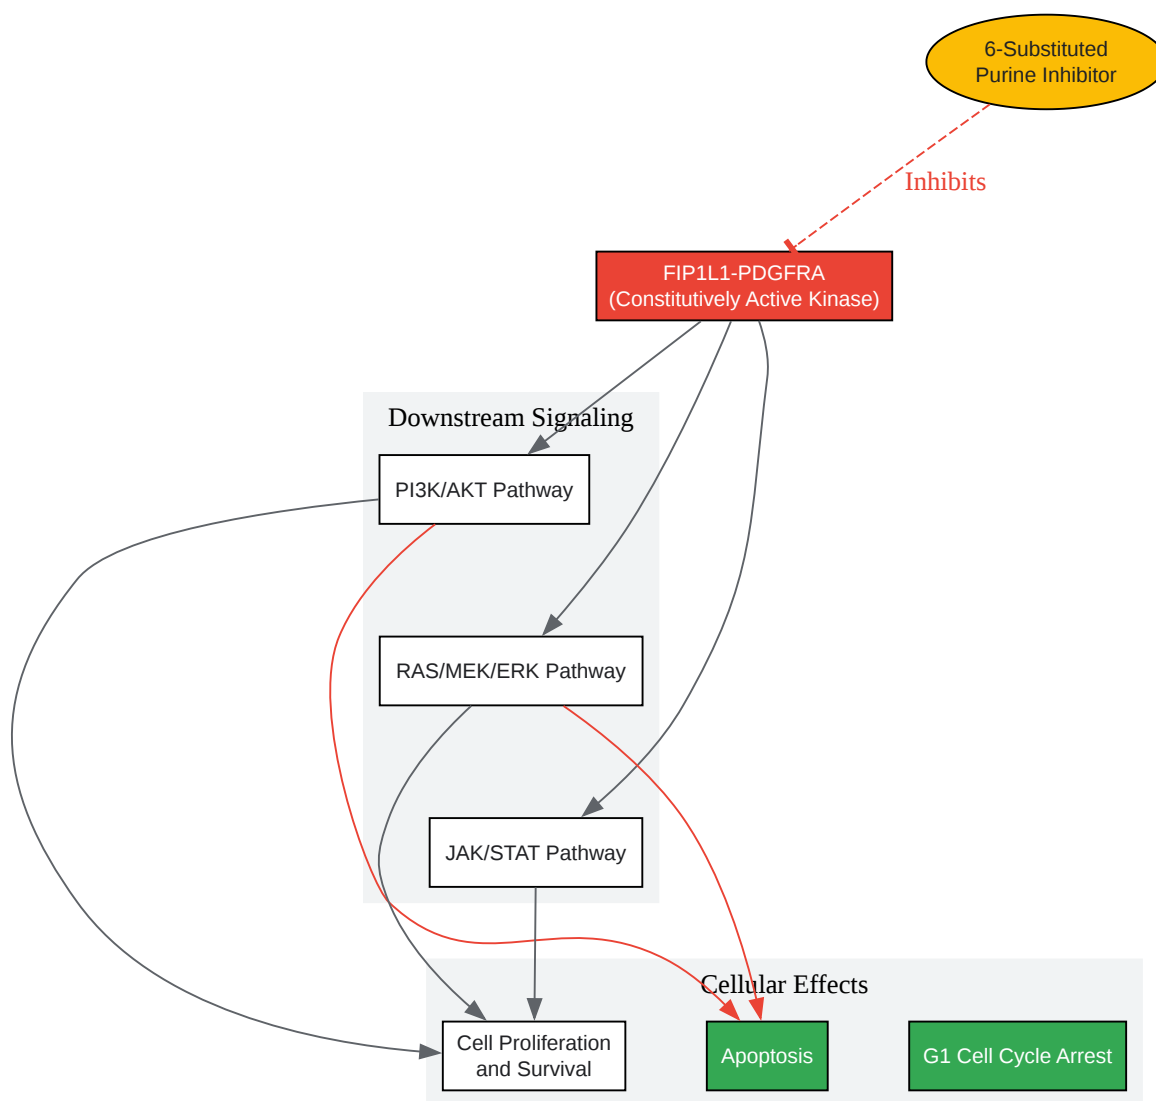 6-Substituted
Purine Inhibitor
Inhibits
FIP1L1-PDGFRA
(Constitutively Active Kinase)
Downstream Signaling
PI3K/AKT Pathway
RAS/MEK/ERK Pathway
JAK/STAT Pathway
Cellular Effects
Cell Proliferation
and Survival
Apoptosis
G1 Cell Cycle Arrest